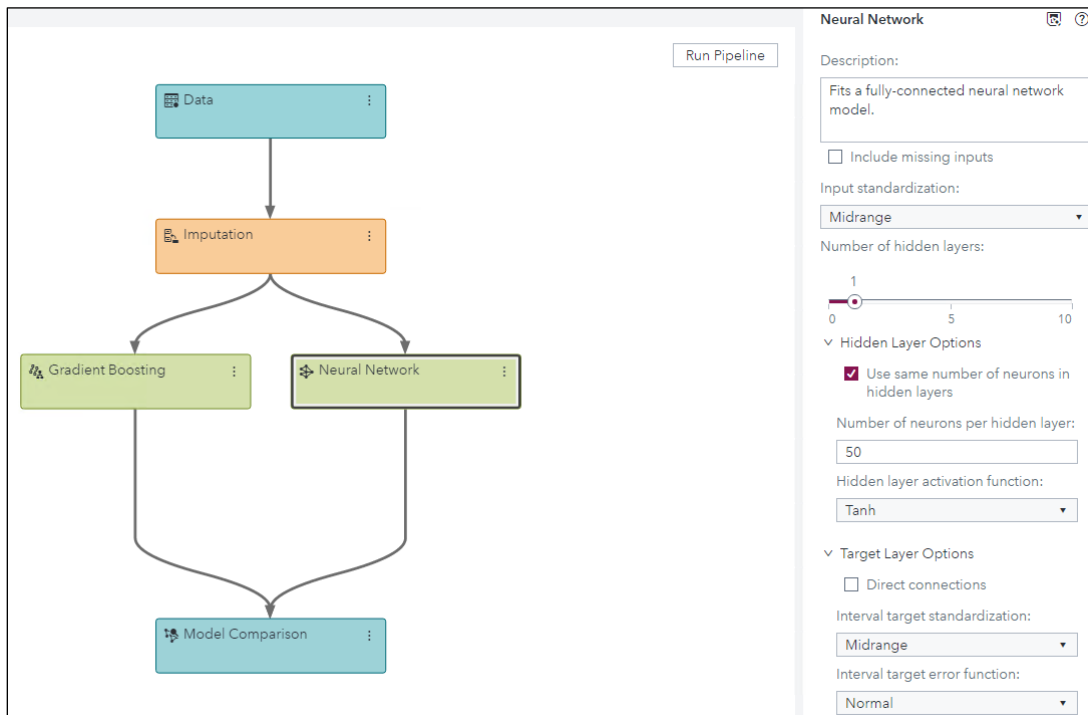 Run Pipeline
Data
Imputation
Gradient Boosting
Neural Network
Model Comparison
Neural Network
Description:
Fits a fully-connected neural network
model.
Include missing inputs
Input standardization:
Midrange
Number of hidden layers:
1
0 5 10
Hidden Layer Options
Use same number of neurons in
hidden layers
Number of neurons per hidden layer:
50
Hidden layer activation function:
Tanh
Target Layer Options
Direct connections
Interval target standardization:
Midrange
Interval target error function:
Normal